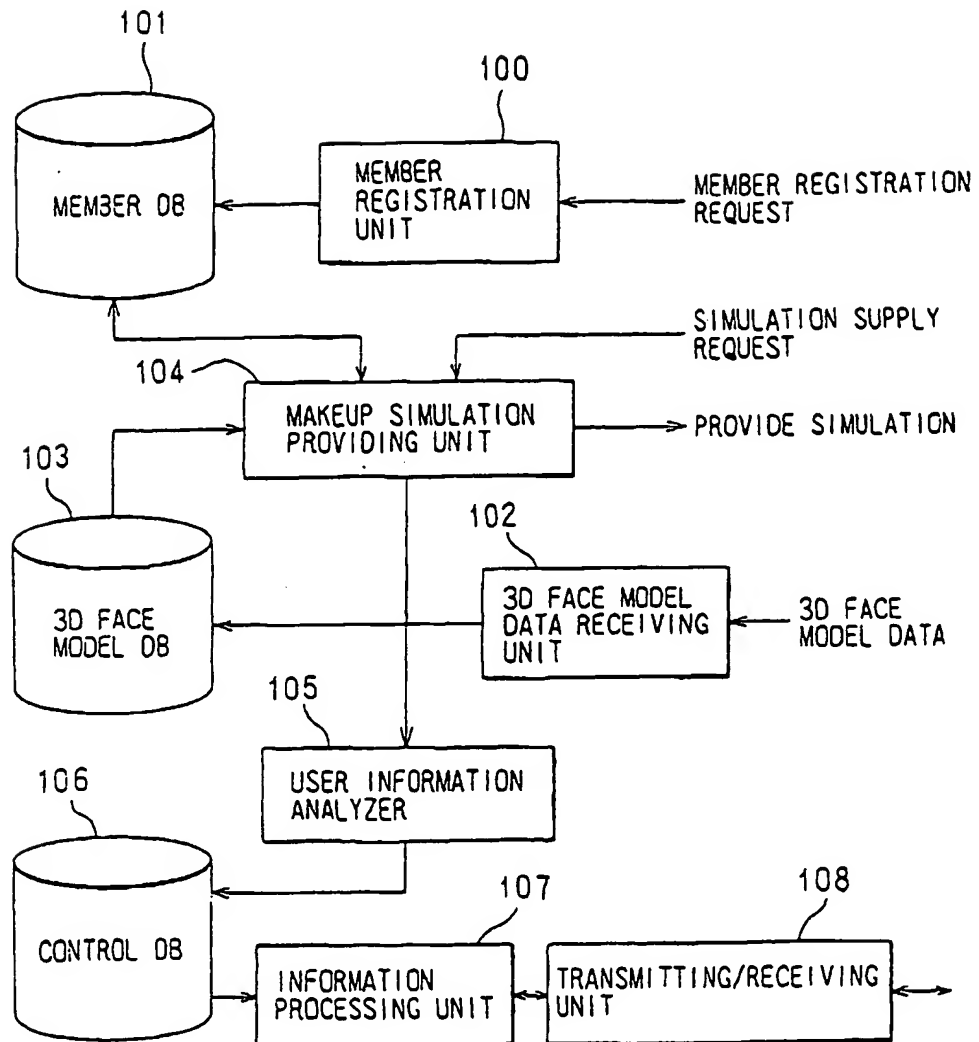 101
100
MEMBER DB
MEMBER
REGISTRATION
UNIT
MEMBER REGISTRATION
REQUEST
SIMULATION SUPPLY
REQUEST
104
MAKEUP SIMULATION
PROVIDING UNIT
PROVIDE SIMULATION
103
102
3D FACE
MODEL DB
3D FACE MODEL
DATA RECEIVING
UNIT
3D FACE
MODEL DATA
105
USER INFORMATION
ANALYZER
106
107
108
CONTROL DB
INFORMATION
PROCESSING UNIT
TRANSMITTING/RECEIVING
UNIT